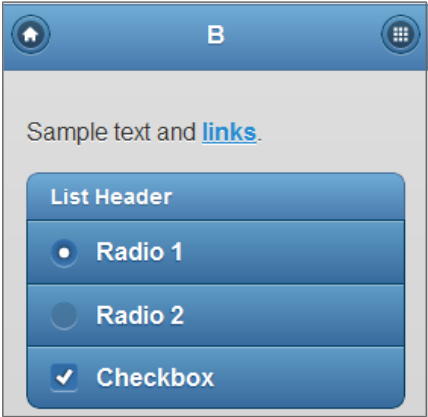 B
Sample text and links.
List Header
Radio 1
Radio 2
Checkbox